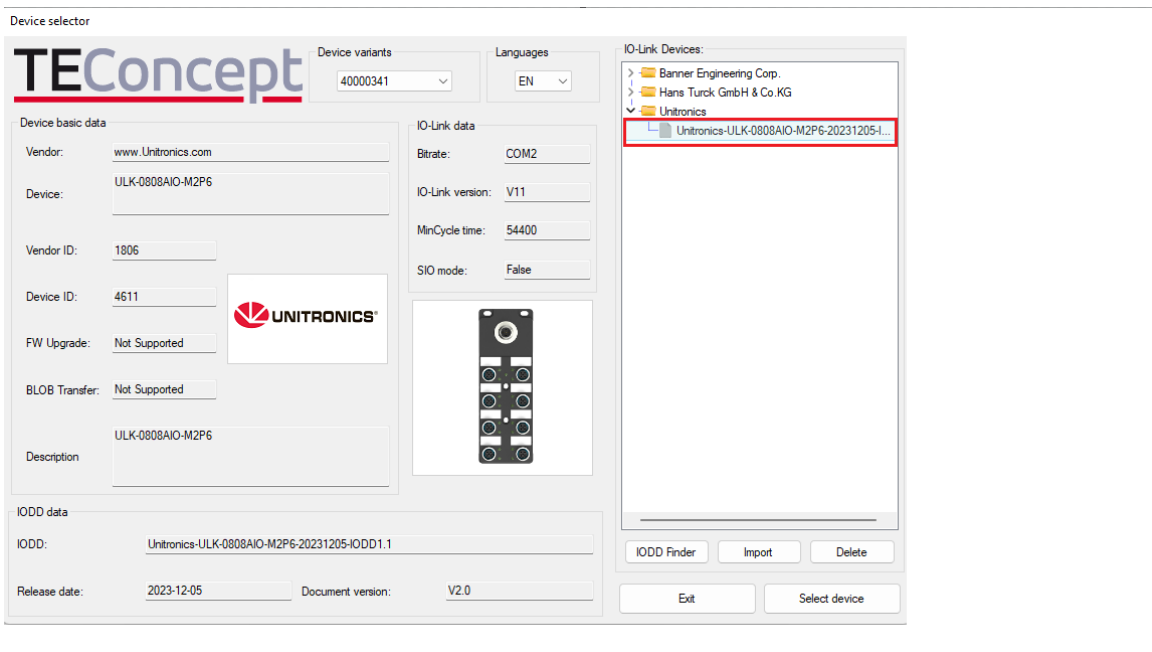 Device selector
TEConcept
Device variants
40000341
Languages
EN
Device basic data
Vendor:
www.Unitronics.com
Device:
ULK-0808AIO-M2P6
Vendor ID:
1806
Device ID:
4611
UNITRONICS
FW Upgrade:
Not Supported
BLOB Transfer:
Not Supported
Description
ULK-0808AIO-M2P6
IO-Link data
Bitrate:
COM2
IO-Link version:
V11
MinCycle time:
54400
SIO mode:
False
IODD data
IODD:
Unitronics-ULK-0808AIO-M2P6-20231205-IODD1.1
Release date:
2023-12-05
Document version:
V2.0
IO-Link Devices:
Banner Engineering Corp.
Hans Turck GmbH & Co.KG
Unitronics
Unitronics-ULK-0808AIO-M2P6-20231205-I...
IODD Finder
Import
Delete
Exit
Select device